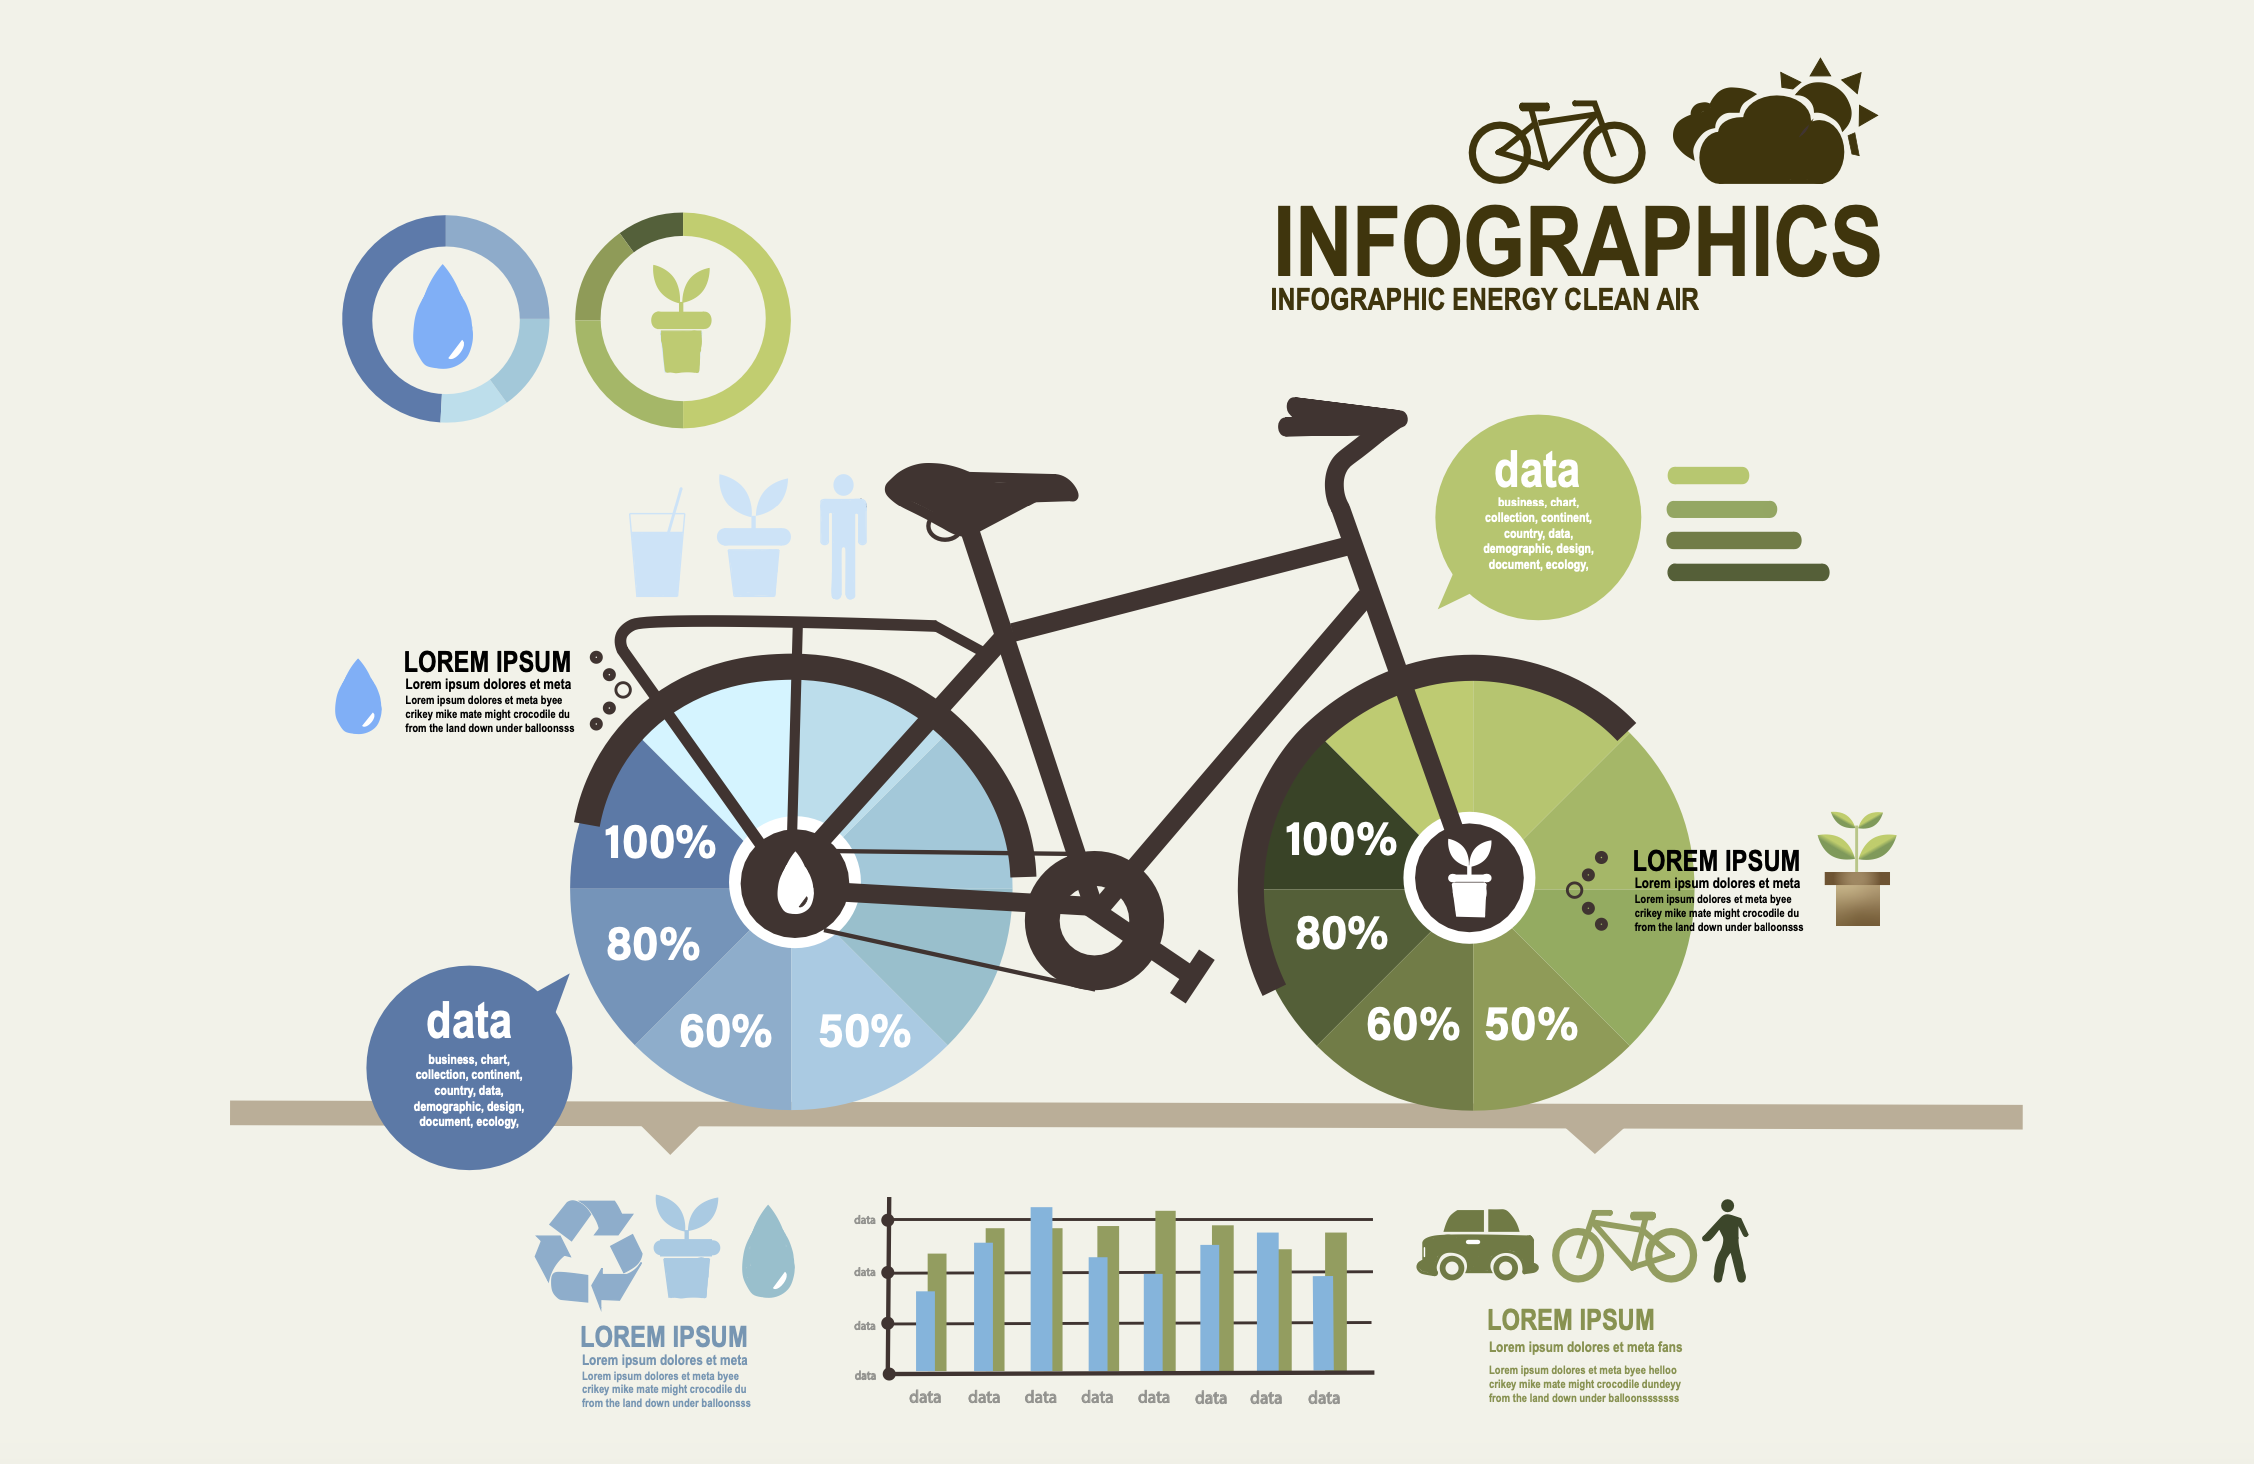 INFOGRAPHICS
INFOGRAPHIC ENERGY CLEAN AIR
data
business, chart,
collection, continent,
country, data,
demographic, design,
document, ecology,
LOREM IPSUM
Lorem ipsum dolores et meta
Lorem ipsum dolores et meta byee
crikey mike mate might crocodile du
from the land down under balloonsss
100%
80%
60%
50%
100%
80%
60%
50%
LOREM IPSUM
Lorem ipsum dolores et meta
Lorem ipsum dolores et meta byee
crikey mike mate might crocodile du
from the land down under balloonsss
data
business, chart,
collection, continent,
country, data,
demographic, design,
document, ecology,
LOREM IPSUM
Lorem ipsum dolores et meta
Lorem ipsum dolores et meta byee
crikey mike mate might crocodile du
from the land down under balloonsss
data
data
data
data
data data data data data data data data
LOREM IPSUM
Lorem ipsum dolores et meta fans
Lorem ipsum dolores et meta byee helloo
crikey mike mate might crocodile dundeyy
from the land down under balloonsssssss